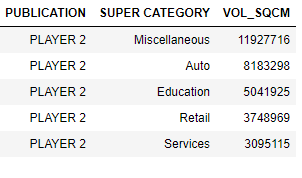 PUBLICATION SUPER CATEGORY VOL_SQCM
PLAYER 2 Miscellaneous 11927716
PLAYER 2 Auto 8183298
PLAYER 2 Education 5041925
PLAYER 2 Retail 3748969
PLAYER 2 Services 3095115